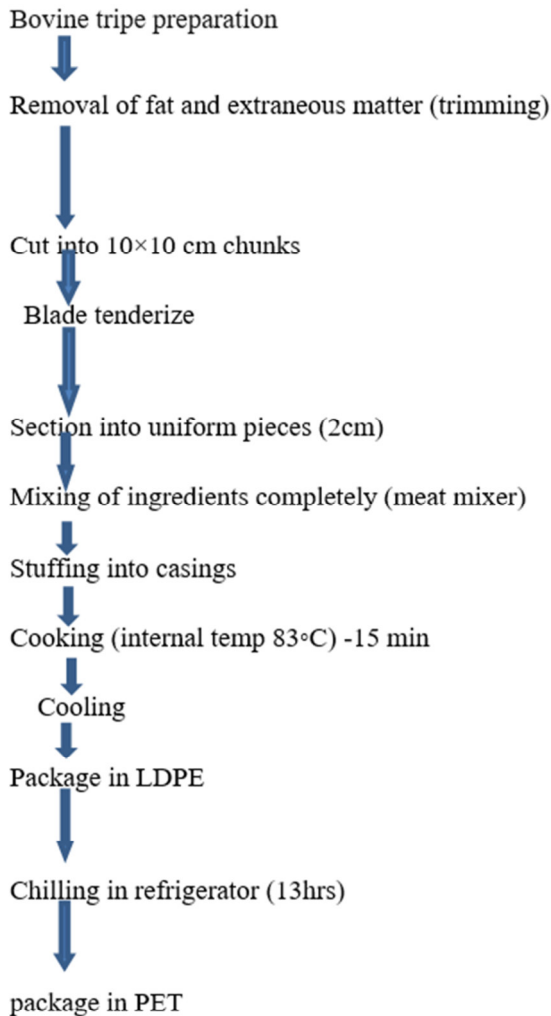 Bovine tripe preparation
Removal of fat and extraneous matter (trimming)
Cut into 10×10 cm chunks
Blade tenderize
Section into uniform pieces (2cm)
Mixing of ingredients completely (meat mixer)
Stuffing into casings
Cooking (internal temp 83◦C) -15 min
Cooling
Package in LDPE
Chilling in refrigerator (13hrs)
package in PET